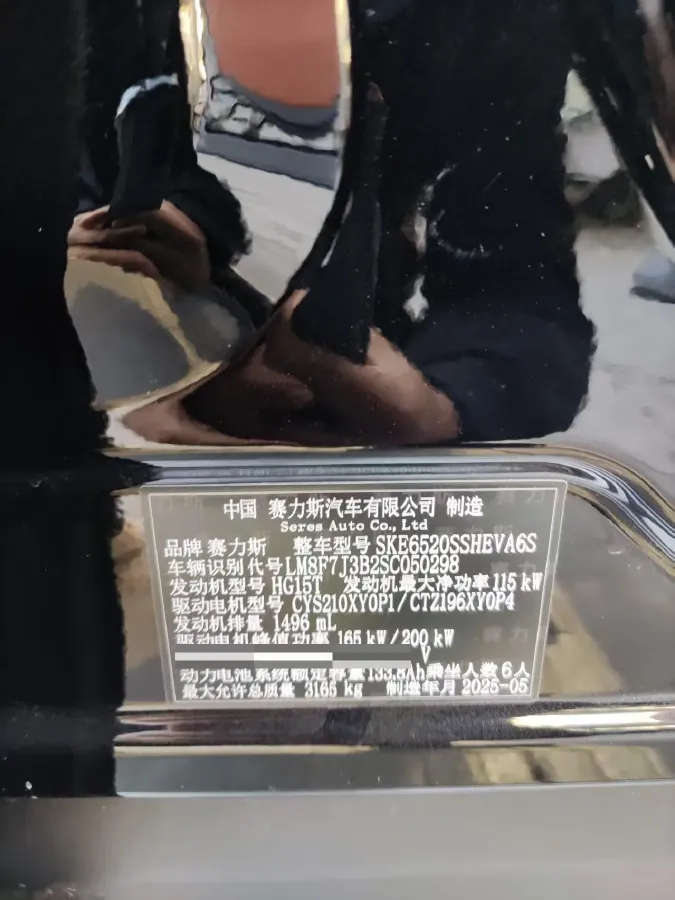 中国 赛力斯汽车有限公司 制造
Seres Auto Co., Ltd
品牌 赛力斯 整车型号 SKE6520SSHEVA6S
车辆识别代号 LM8F7J3B2SC050298
发动机型号 HG15T 发动机最大净功率 115 kW
驱动电机型号 CYS210XY0P1/CTZ196XY0P4
发动机排量 1496 mL
驱动电机峰值功率 165 kW/200 kW
V
动力电池系统额定容量 133.8Ah 乘坐人数 6人
最大允许总质量 3165 kg 制造年月 2025-05